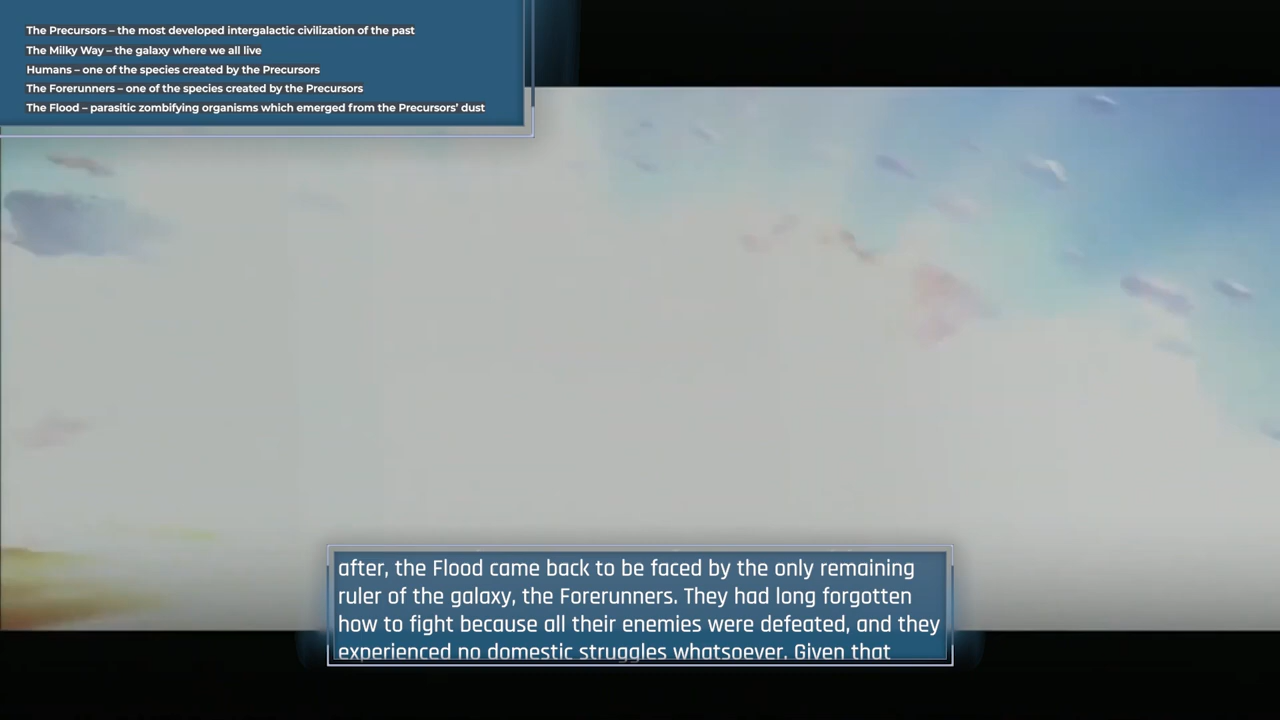 The Precursors – the most developed intergalactic civilization of the past
The Milky Way – the galaxy where we all live
Humans – one of the species created by the Precursors
The Forerunners – one of the species created by the Precursors
The Flood – parasitic zombifying organisms which emerged from the Precursors’ dust
after, the Flood came back to be faced by the only remaining
ruler of the galaxy, the Forerunners. They had long forgotten
how to fight because all their enemies were defeated, and they
experienced no domestic struggles whatsoever. Given that